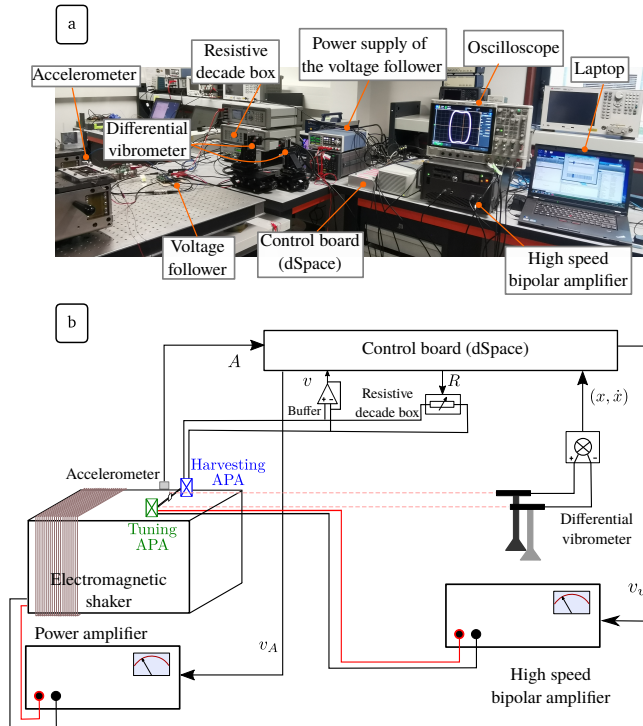 a
Resistive
decade box
Power supply of
the voltage follower
Oscilloscope
Accelerometer
Laptop
Differential
vibrometer
Voltage
follower
Control board
(dSpace)
High speed
bipolar amplifier
b
Control board (dSpace)
A
v
R
(x, ẋ)
Buffer
+ -
Resistive
decade box
+ -
Accelerometer
Harvesting
APA
Tuning
APA
Differential
vibrometer
Electromagnetic
shaker
Power amplifier
v_A
High speed
bipolar amplifier